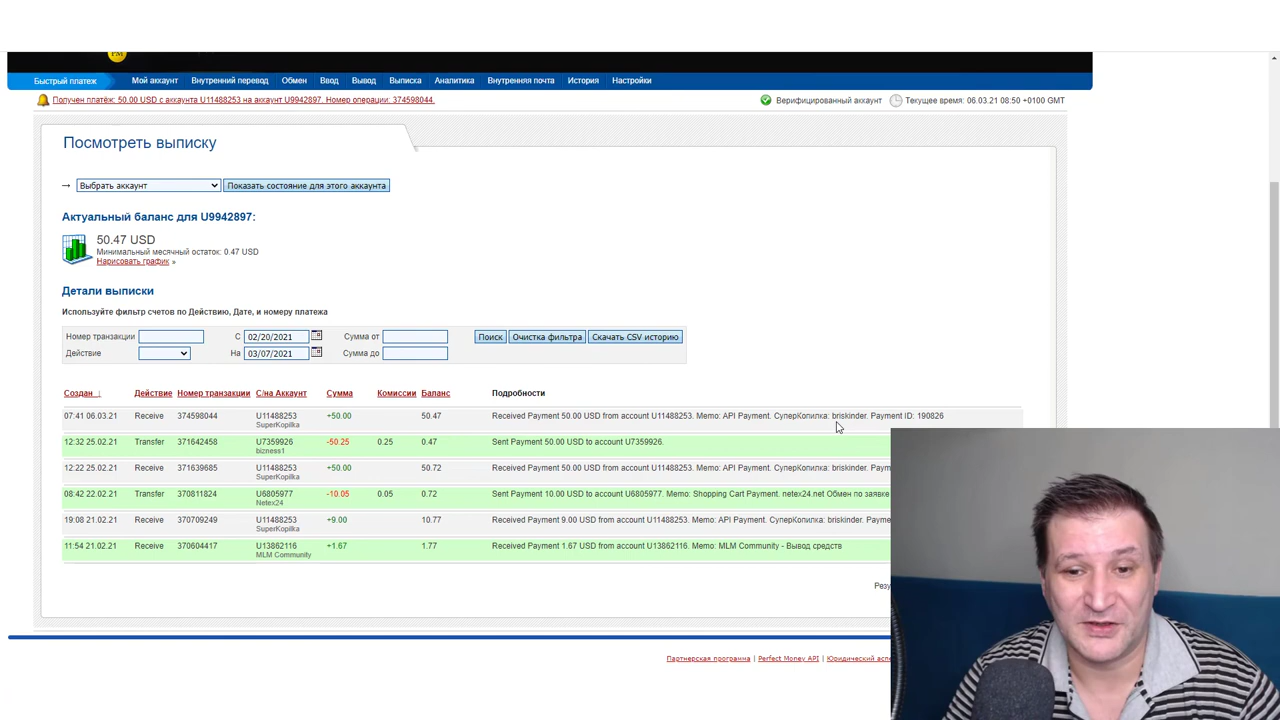 PM
Быстрый платеж Мой аккаунт Внутренний перевод Обмен Ввод Вывод Выписка Аналитика Внутренняя почта История Настройки
Получен платёж: 50.00 USD с аккаунта U11488253 на аккаунт U9942897. Номер операции: 374598044. Верифицированный аккаунт Текущее время: 06.03.21 08:50 +0100 GMT
Посмотреть выписку
→ Выбрать аккаунт Показать состояние для этого аккаунта
Актуальный баланс для U9942897:
50.47 USD
Минимальный месячный остаток: 0.47 USD
Нарисовать график »
Детали выписки
Используйте фильтр счетов по Действию, Дате, и номеру платежа
Номер транзакции С 02/20/2021 Сумма от Поиск Очистка фильтра Скачать CSV историю
Действие На 03/07/2021 Сумма до
Создан ↓ Действие Номер транзакции С/на Аккаунт Сумма Комиссии Баланс Подробности
07:41 06.03.21 Receive 374598044 U11488253 +50.00 50.47 Received Payment 50.00 USD from account U11488253. Memo: API Payment. СуперКопилка: briskinder. Payment ID: 190826
SuperKopilka
12:32 25.02.21 Transfer 371642458 U7359926 -50.25 0.25 0.47 Sent Payment 50.00 USD to account U7359926.
bizness1
12:22 25.02.21 Receive 371639685 U11488253 +50.00 50.72 Received Payment 50.00 USD from account U11488253. Memo: API Payment. СуперКопилка: briskinder. Paym
SuperKopilka
08:42 22.02.21 Transfer 370811824 U6805977 -10.05 0.05 0.72 Sent Payment 10.00 USD to account U6805977. Memo: Shopping Cart Payment. netex24.net Обмен по заявке
Netex24
19:08 21.02.21 Receive 370709249 U11488253 +9.00 10.77 Received Payment 9.00 USD from account U11488253. Memo: API Payment. СуперКопилка: briskinder. Payme
SuperKopilka
11:54 21.02.21 Receive 370604417 U13862116 +1.67 1.77 Received Payment 1.67 USD from account U13862116. Memo: MLM Community - Вывод средств
MLM Community
Резу
Партнерская программа | Perfect Money API | Юридический аспе